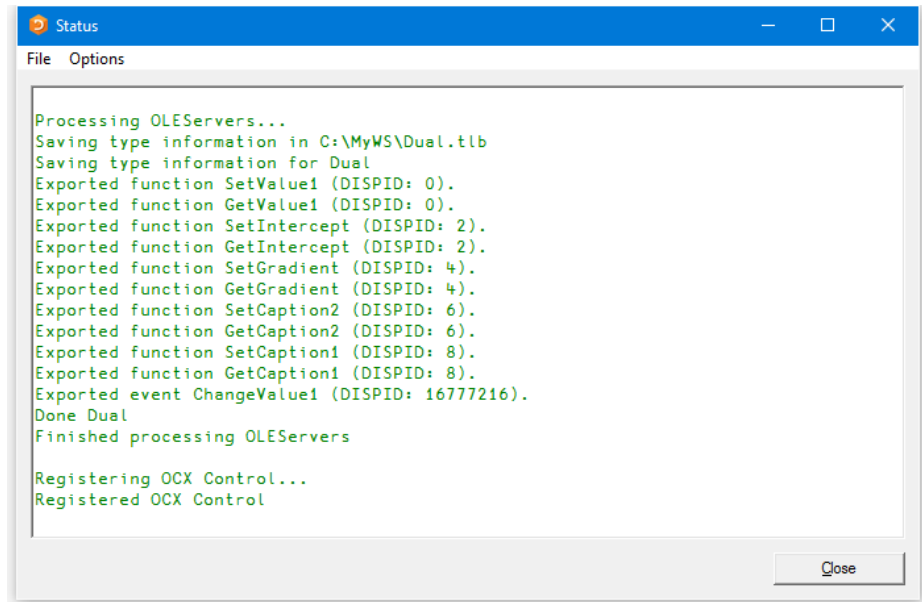 Status
File Options
Processing OLEServers...
Saving type information in C:\MyWS\Dual.tlb
Saving type information for Dual
Exported function SetValue1 (DISPID: 0).
Exported function GetValue1 (DISPID: 0).
Exported function SetIntercept (DISPID: 2).
Exported function GetIntercept (DISPID: 2).
Exported function SetGradient (DISPID: 4).
Exported function GetGradient (DISPID: 4).
Exported function SetCaption2 (DISPID: 6).
Exported function GetCaption2 (DISPID: 6).
Exported function SetCaption1 (DISPID: 8).
Exported function GetCaption1 (DISPID: 8).
Exported event ChangeValue1 (DISPID: 16777216).
Done Dual
Finished processing OLEServers
Registering OCX Control...
Registered OCX Control
Close